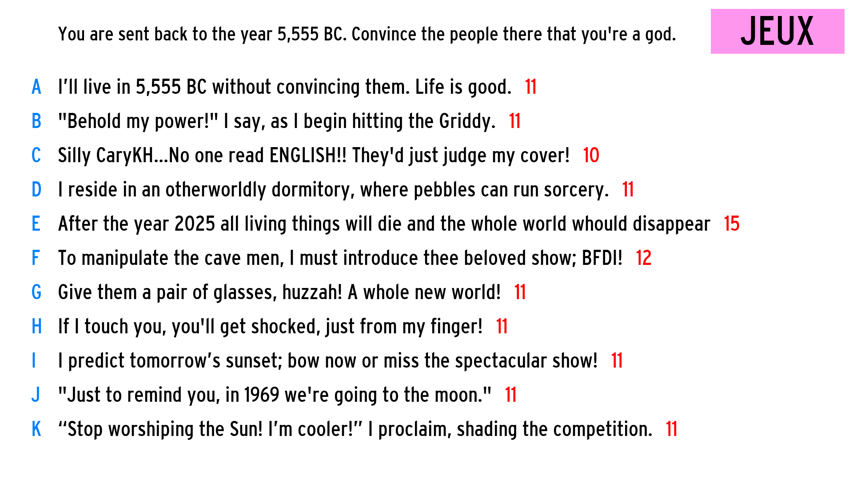 You are sent back to the year 5,555 BC. Convince the people there that you're a god.
JEUX
A I’ll live in 5,555 BC without convincing them. Life is good. 11
B "Behold my power!" I say, as I begin hitting the Griddy. 11
C Silly CaryKH...No one read ENGLISH!! They'd just judge my cover! 10
D I reside in an otherworldly dormitory, where pebbles can run sorcery. 11
E After the year 2025 all living things will die and the whole world whould disappear 15
F To manipulate the cave men, I must introduce thee beloved show; BFDI! 12
G Give them a pair of glasses, huzzah! A whole new world! 11
H If I touch you, you'll get shocked, just from my finger! 11
I I predict tomorrow’s sunset; bow now or miss the spectacular show! 11
J "Just to remind you, in 1969 we're going to the moon." 11
K “Stop worshiping the Sun! I’m cooler!” I proclaim, shading the competition. 11